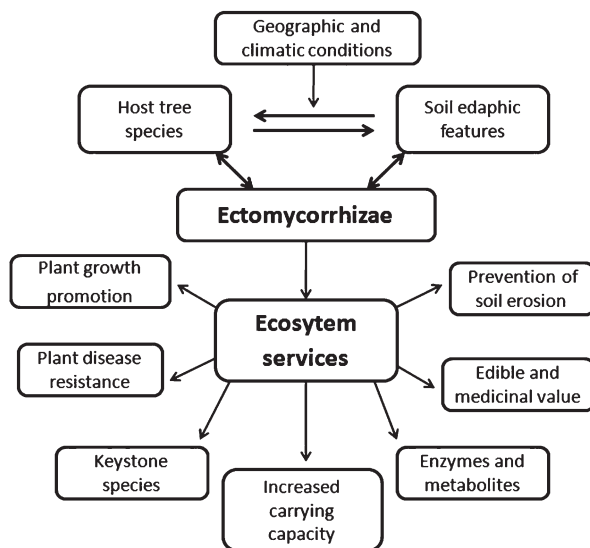 Geographic and
climatic conditions
Host tree
species
Soil edaphic
features
Ectomycorrhizae
Plant growth
promotion
Prevention of
soil erosion
Ecosytem
services
Plant disease
resistance
Edible and
medicinal value
Keystone
species
Increased
carrying
capacity
Enzymes and
metabolites